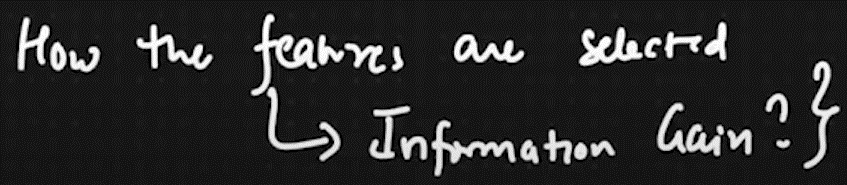 How the features are selected
↳ Information Gain? }